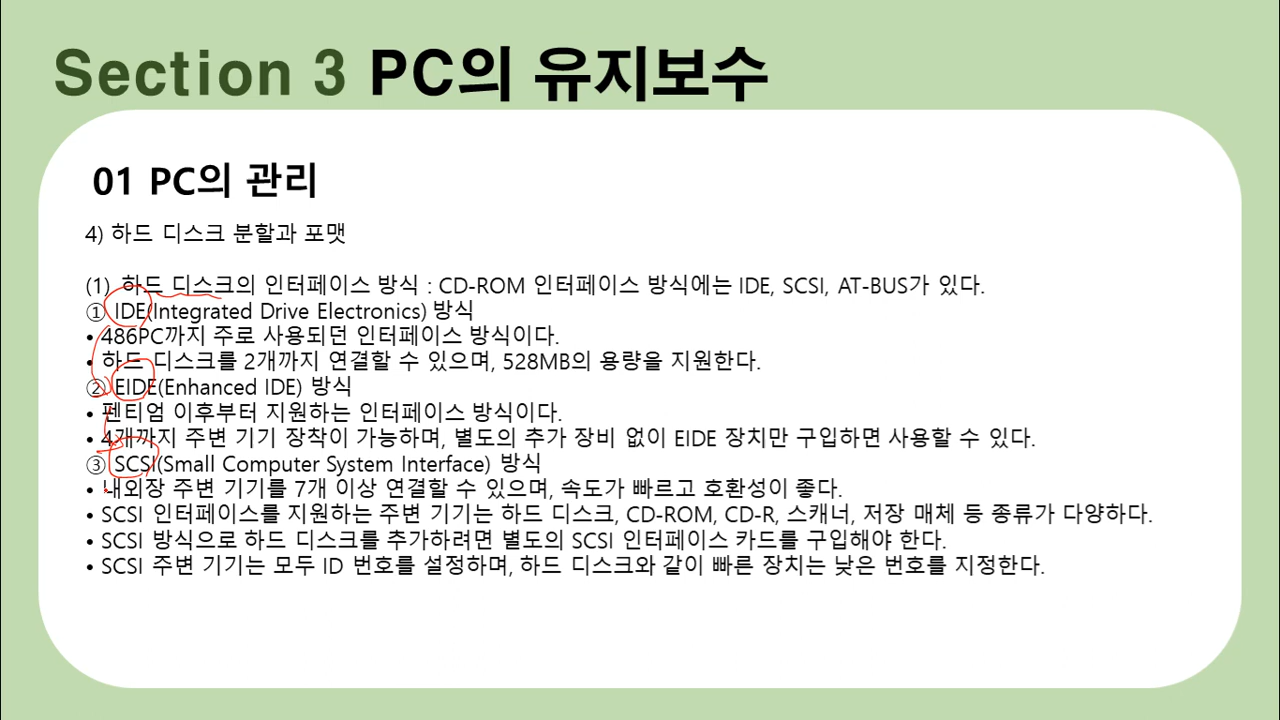 Section 3 PC의 유지보수
01 PC의 관리
4) 하드 디스크 분할과 포맷
(1) 하드 디스크의 인터페이스 방식 : CD-ROM 인터페이스 방식에는 IDE, SCSI, AT-BUS가 있다.
① IDE(Integrated Drive Electronics) 방식
• 486PC까지 주로 사용되던 인터페이스 방식이다.
• 하드 디스크를 2개까지 연결할 수 있으며, 528MB의 용량을 지원한다.
② EIDE(Enhanced IDE) 방식
• 펜티엄 이후부터 지원하는 인터페이스 방식이다.
• 4개까지 주변 기기 장착이 가능하며, 별도의 추가 장비 없이 EIDE 장치만 구입하면 사용할 수 있다.
③ SCSI(Small Computer System Interface) 방식
• 내외장 주변 기기를 7개 이상 연결할 수 있으며, 속도가 빠르고 호환성이 좋다.
• SCSI 인터페이스를 지원하는 주변 기기는 하드 디스크, CD-ROM, CD-R, 스캐너, 저장 매체 등 종류가 다양하다.
• SCSI 방식으로 하드 디스크를 추가하려면 별도의 SCSI 인터페이스 카드를 구입해야 한다.
• SCSI 주변 기기는 모두 ID 번호를 설정하며, 하드 디스크와 같이 빠른 장치는 낮은 번호를 지정한다.